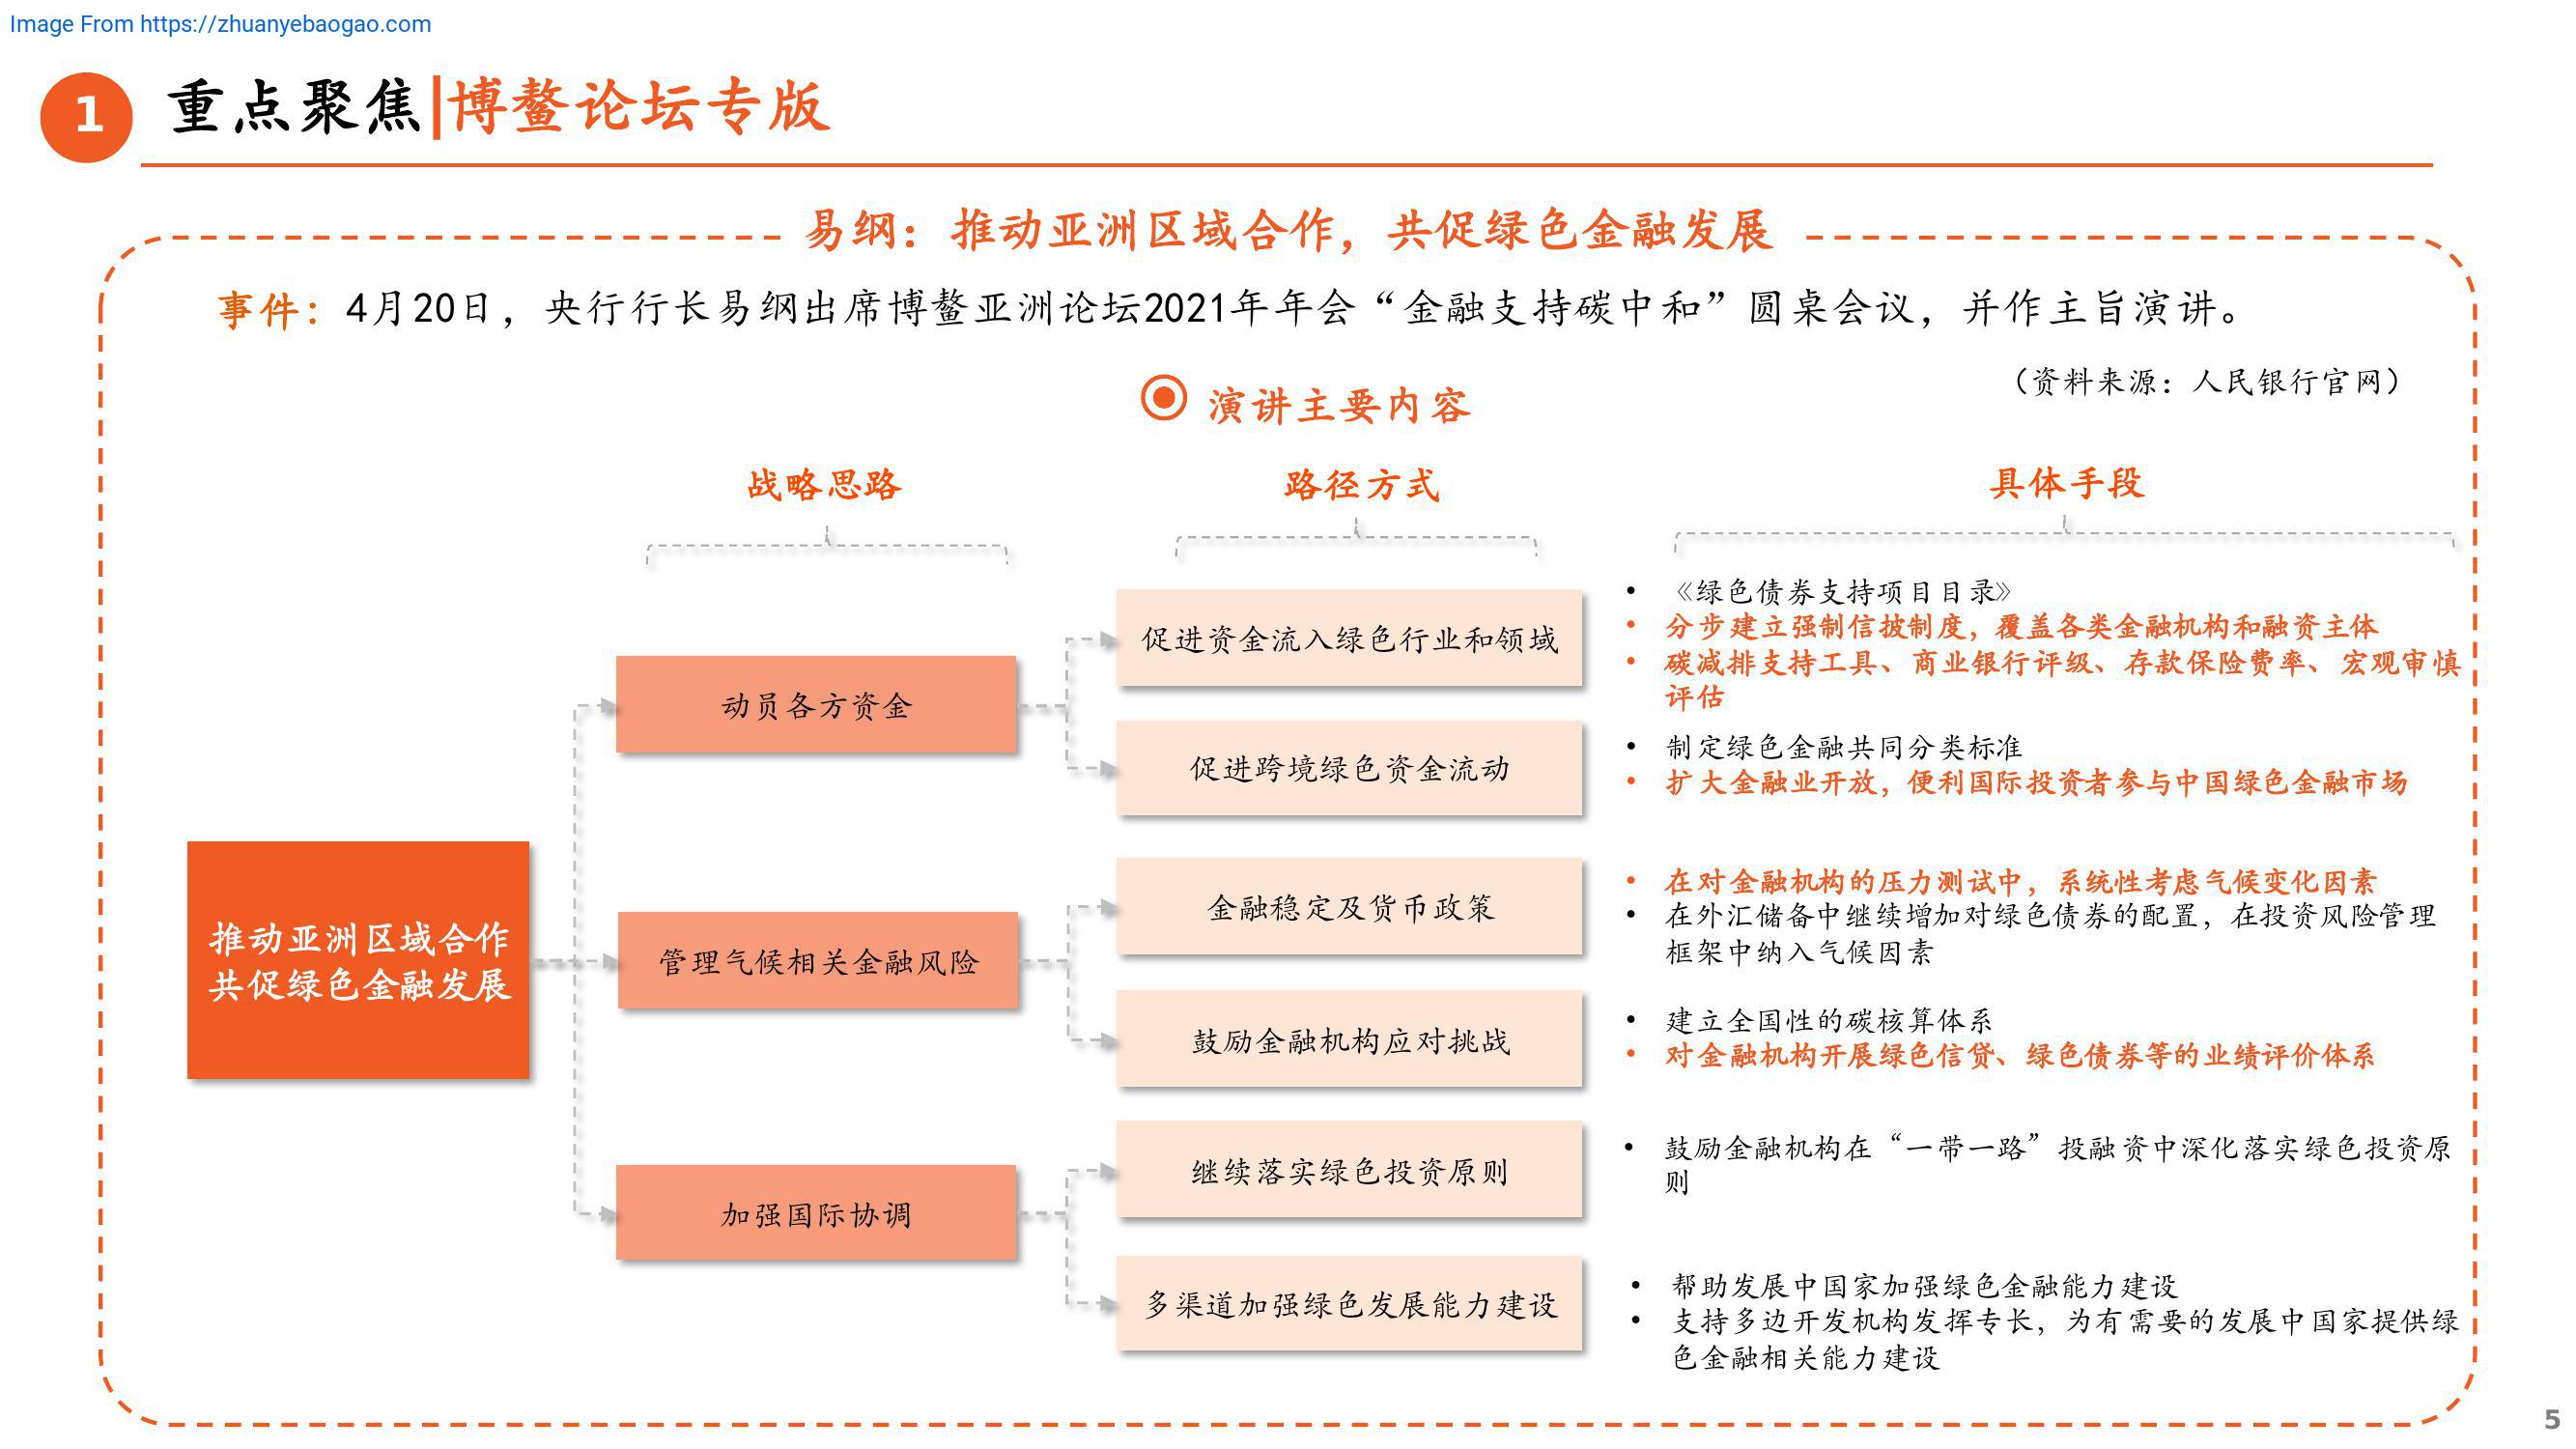 Image From https://zhuanyebaogao.com
1
重点聚焦|博鳌论坛专版
易纲：推动亚洲区域合作，共促绿色金融发展
事件：4月20日，央行行长易纲出席博鳌亚洲论坛2021年年会“金融支持碳中和”圆桌会议，并作主旨演讲。
（资料来源：人民银行官网）
演讲主要内容
战略思路
路径方式
具体手段
推动亚洲区域合作
共促绿色金融发展
动员各方资金
促进资金流入绿色行业和领域
• 《绿色债券支持项目目录》
• 分步建立强制信披制度，覆盖各类金融机构和融资主体
• 碳减排支持工具、商业银行评级、存款保险费率、宏观审慎
评估
促进跨境绿色资金流动
• 制定绿色金融共同分类标准
• 扩大金融业开放，便利国际投资者参与中国绿色金融市场
管理气候相关金融风险
金融稳定及货币政策
• 在对金融机构的压力测试中，系统性考虑气候变化因素
• 在外汇储备中继续增加对绿色债券的配置，在投资风险管理
框架中纳入气候因素
鼓励金融机构应对挑战
• 建立全国性的碳核算体系
• 对金融机构开展绿色信贷、绿色债券等的业绩评价体系
加强国际协调
继续落实绿色投资原则
• 鼓励金融机构在“一带一路”投融资中深化落实绿色投资原
则
多渠道加强绿色发展能力建设
• 帮助发展中国家加强绿色金融能力建设
• 支持多边开发机构发挥专长，为有需要的发展中国家提供绿
色金融相关能力建设
5